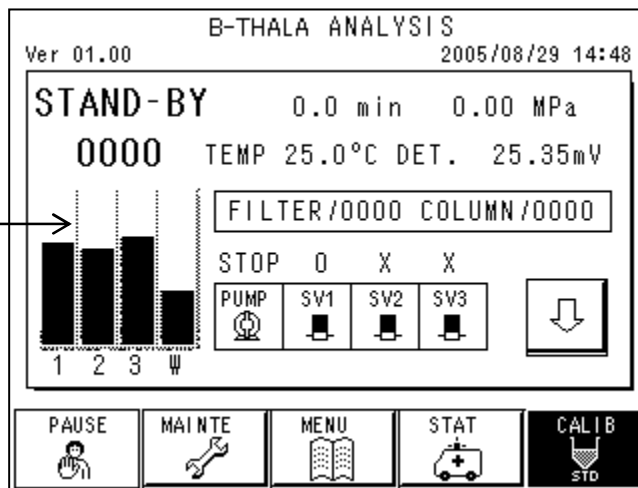 B-THALA ANALYSIS
Ver 01.00 2005/08/29 14:48
STAND-BY 0.0 min 0.00 MPa
0000 TEMP 25.0°C DET. 25.35mV
FILTER/0000 COLUMN/0000
STOP O X X
PUMP SV1 SV2 SV3
1 2 3 W
PAUSE MAINTE MENU STAT CALIB
STD